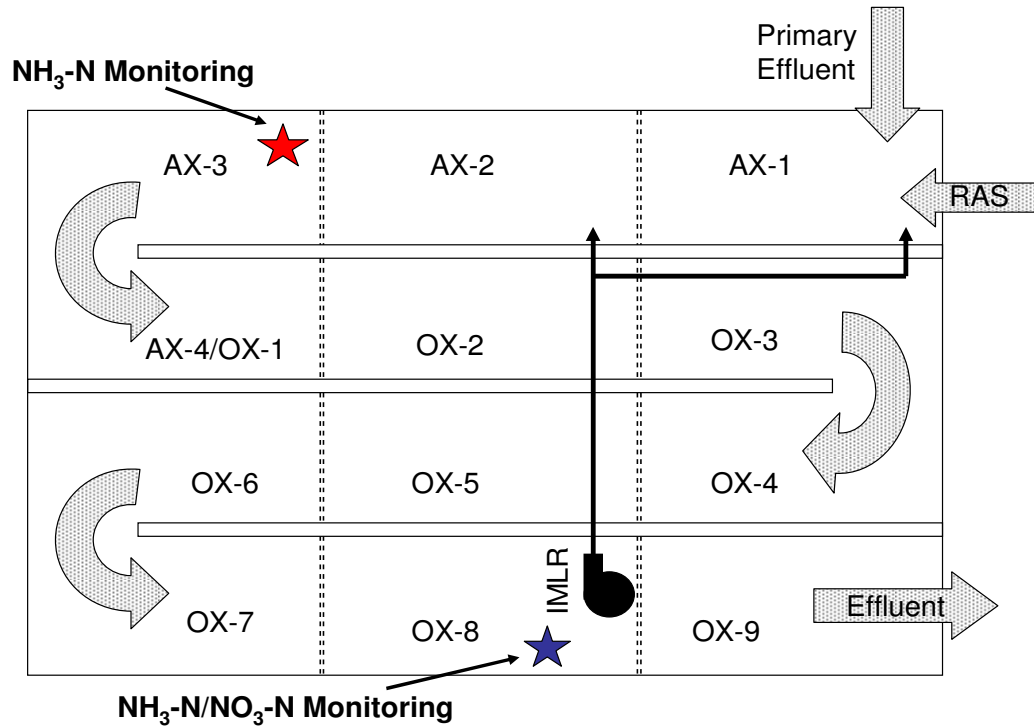 Primary
Effluent
NH₃-N Monitoring
AX-3
AX-2
AX-1
RAS
AX-4/OX-1
OX-2
OX-3
OX-6
OX-5
OX-4
IMLR
OX-7
OX-8
OX-9
Effluent
NH₃-N/NO₃-N Monitoring